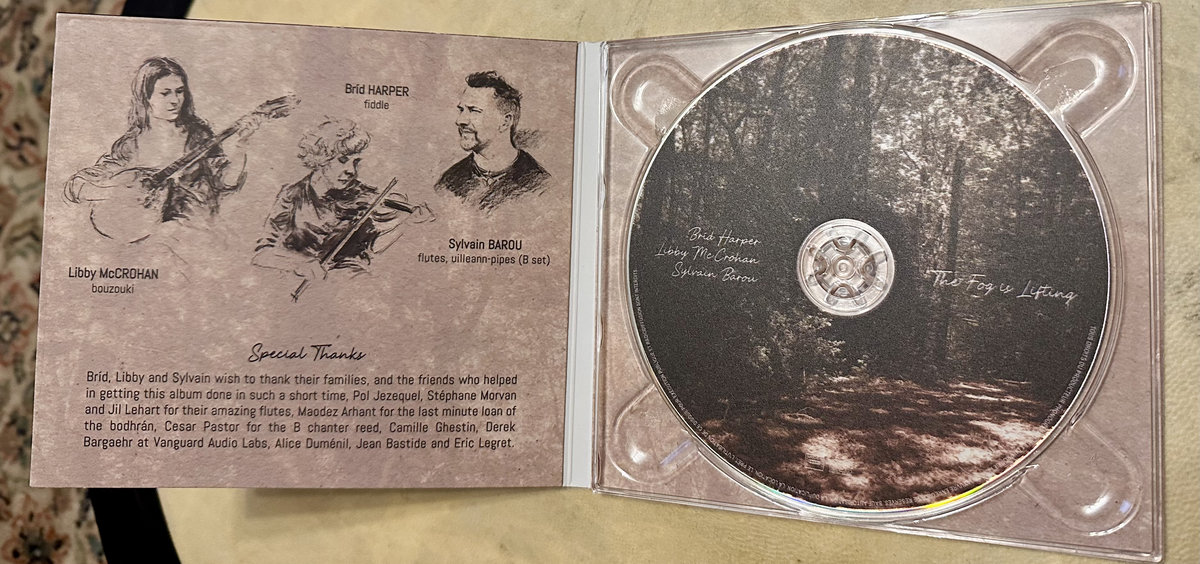 Bríd HARPER
fiddle
Sylvain BAROU
flutes, uilleann-pipes (B set)
Libby McCROHAN
bouzouki
Special Thanks
Bríd, Libby and Sylvain wish to thank their families, and the friends who helped
in getting this album done in such a short time, Pol Jezequel, Stéphane Morvan
and Jil Lehart for their amazing flutes, Maodez Arhant for the last minute loan of
the bodhrán, Cesar Pastor for the B chanter reed, Camille Ghestin, Derek
Bargaehr at Vanguard Audio Labs, Alice Duménil, Jean Bastide and Eric Legret.
Bríd Harper
Libby McCrohan
Sylvain Barou
The Fog is Lifting
TOUS DROITS DU PRODUCTEUR